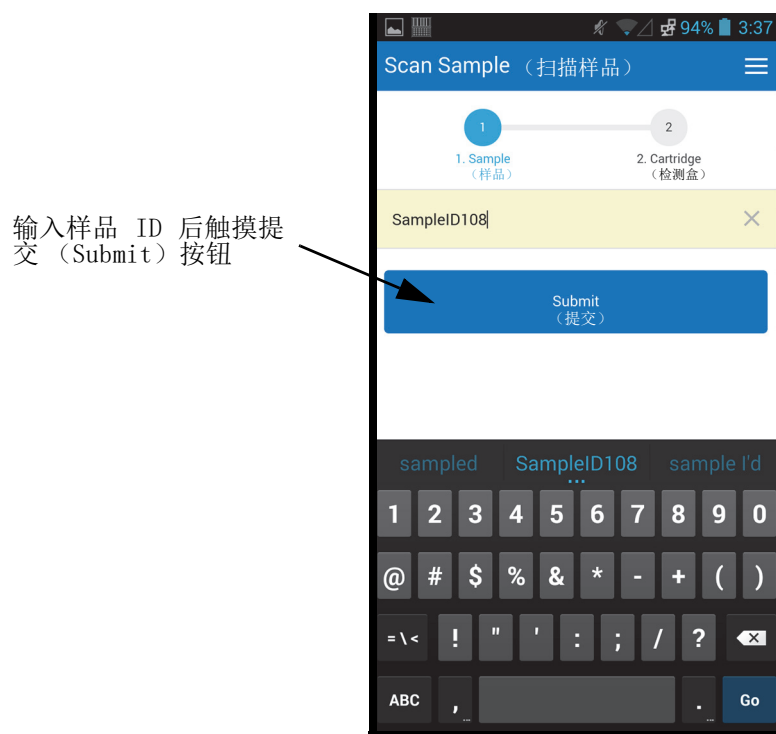 94% 3:37
Scan Sample （扫描样品）
1 2
1. Sample 2. Cartridge
（样品） （检测盒）
SampleID108
输入样品 ID 后触摸提
交 （Submit）按钮
Submit
（提交）
sampled SampleID108 sample I'd
1 2 3 4 5 6 7 8 9 0
@ # $ % & * - + ( )
= \ < ! " ' : ; / ?
ABC , . Go